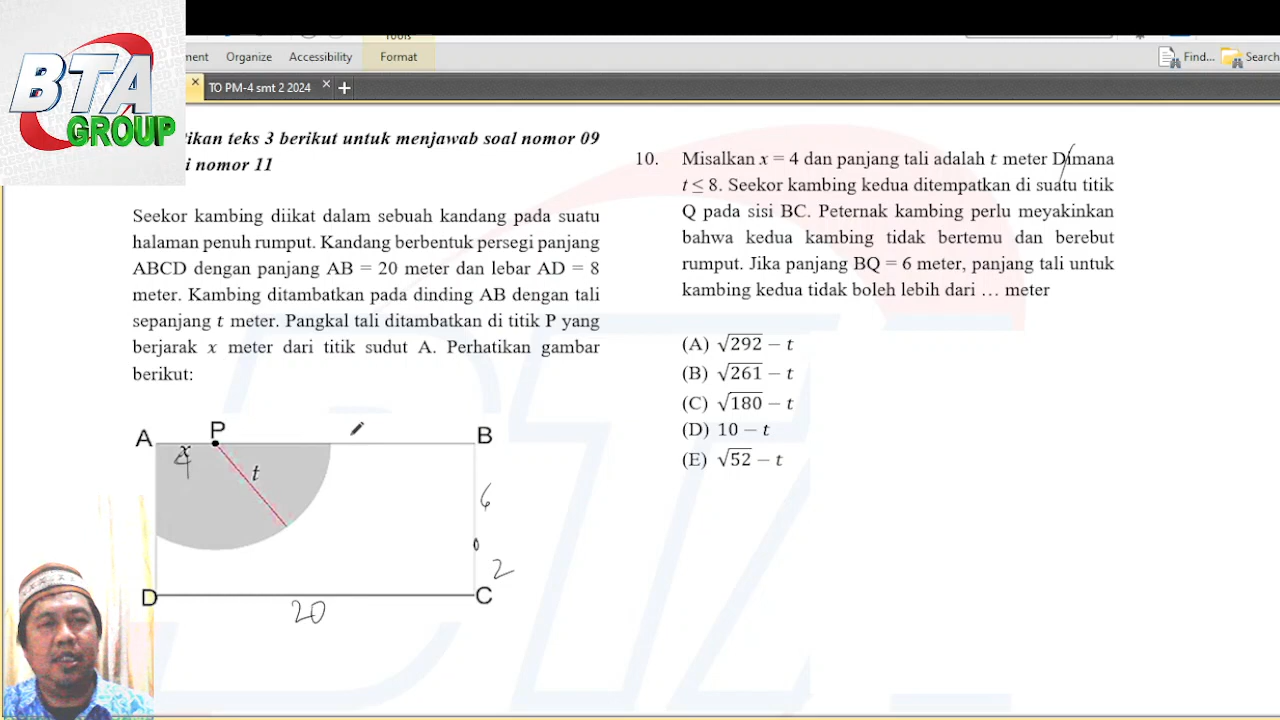 BTA
GROUP
Tools
ment Organize Accessibility Format
Find... Search
TO PM-4 smt 2 2024
ikan teks 3 berikut untuk menjawab soal nomor 09
i nomor 11
Seekor kambing diikat dalam sebuah kandang pada suatu
halaman penuh rumput. Kandang berbentuk persegi panjang
ABCD dengan panjang AB = 20 meter dan lebar AD = 8
meter. Kambing ditambatkan pada dinding AB dengan tali
sepanjang t meter. Pangkal tali ditambatkan di titik P yang
berjarak x meter dari titik sudut A. Perhatikan gambar
berikut:
P
A
B
x
4
t
6
2
D
C
20
10. Misalkan x = 4 dan panjang tali adalah t meter Dimana
t ≤ 8. Seekor kambing kedua ditempatkan di suatu titik
Q pada sisi BC. Peternak kambing perlu meyakinkan
bahwa kedua kambing tidak bertemu dan berebut
rumput. Jika panjang BQ = 6 meter, panjang tali untuk
kambing kedua tidak boleh lebih dari … meter
(A) √292 − t
(B) √261 − t
(C) √180 − t
(D) 10 − t
(E) √52 − t